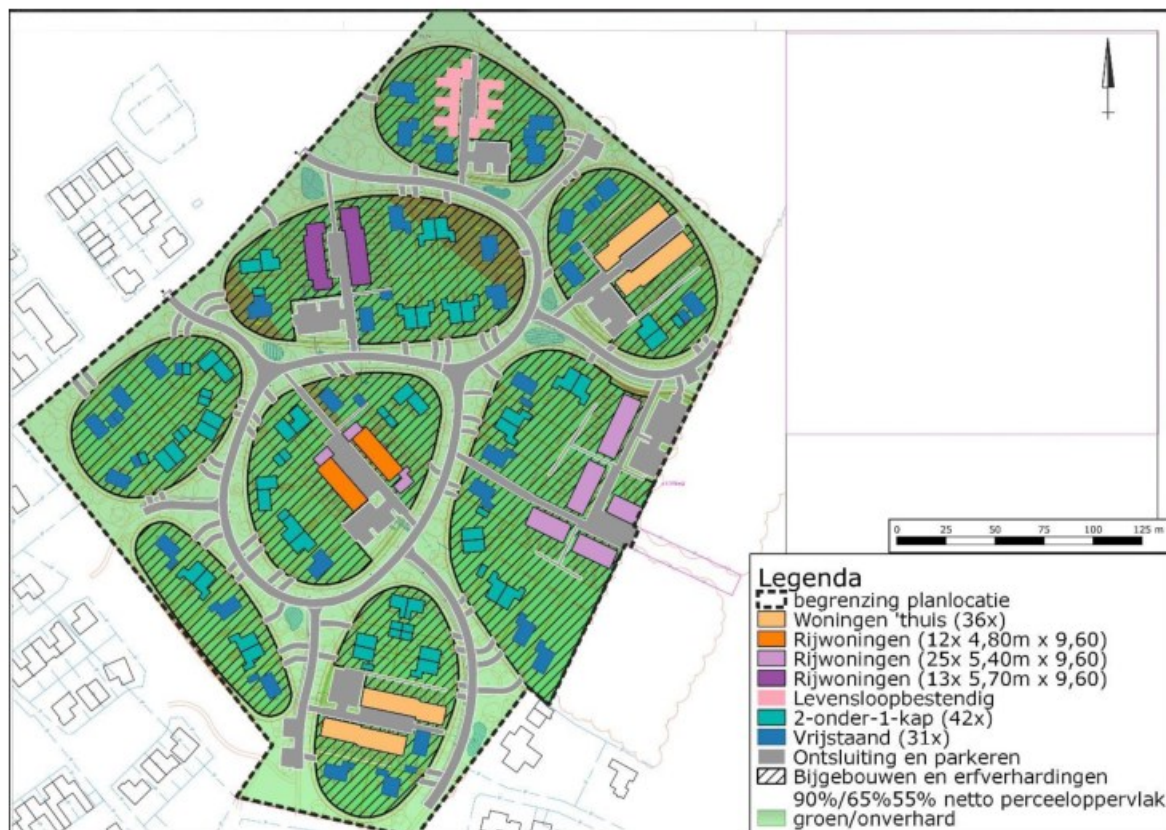 0 25 50 75 100 125 m
Legenda
begrenzing planlocatie
Woningen 'thuis (36x)
Rijwoningen (12x 4,80m x 9,60)
Rijwoningen (25x 5,40m x 9,60)
Rijwoningen (13x 5,70m x 9,60)
Levensloopbestendig
2-onder-1-kap (42x)
Vrijstaand (31x)
Ontsluiting en parkeren
Bijgebouwen en erfverhardingen
90%/65%55% netto perceeloppervlak
groen/onverhard